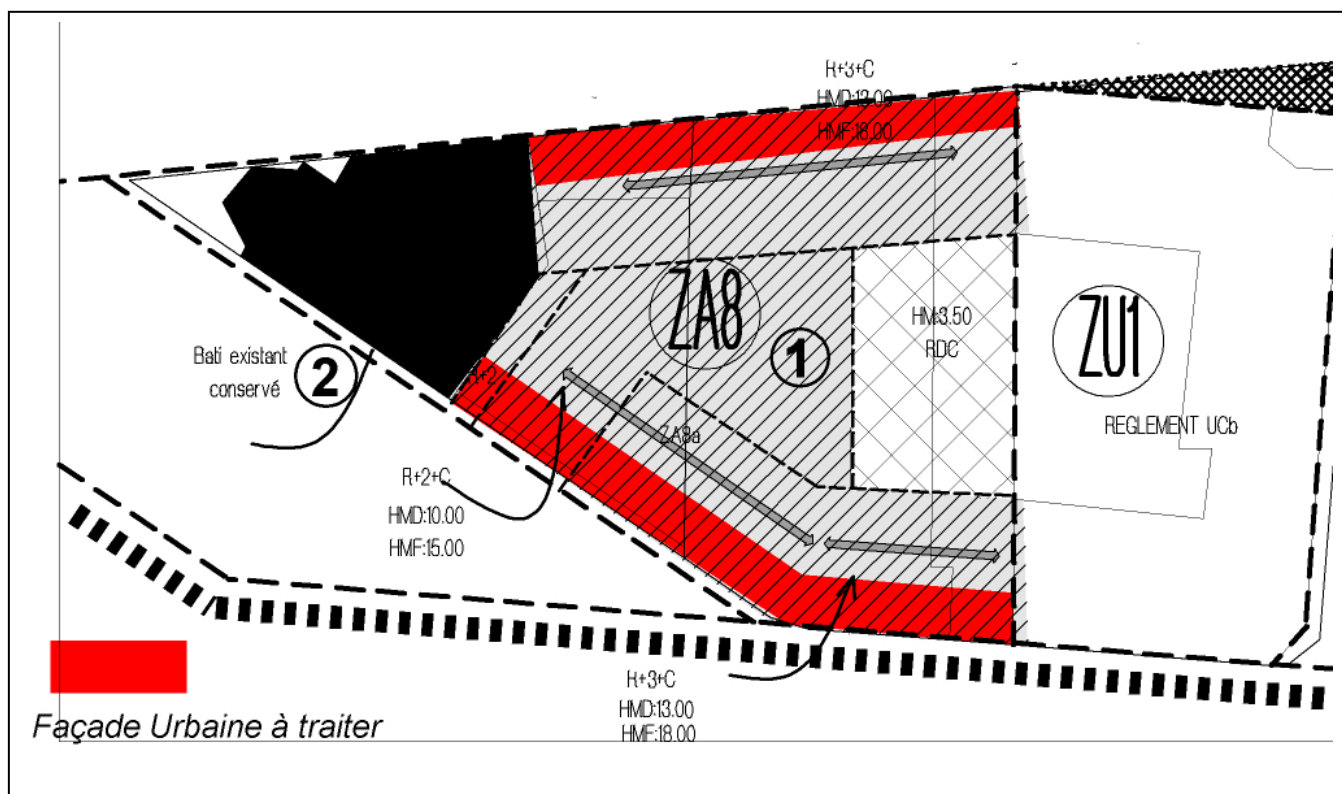 R+3+C
HMD:13.00
HMF:18.00
ZA8
1
HM:3.50
RDC
ZU1
REGLEMENT UCb
Bati existant
conservé
2
R+2
ZA8a
R+2+C
HMD:10.00
HMF:15.00
R+3+C
HMD:13.00
HMF:18.00
Façade Urbaine à traiter